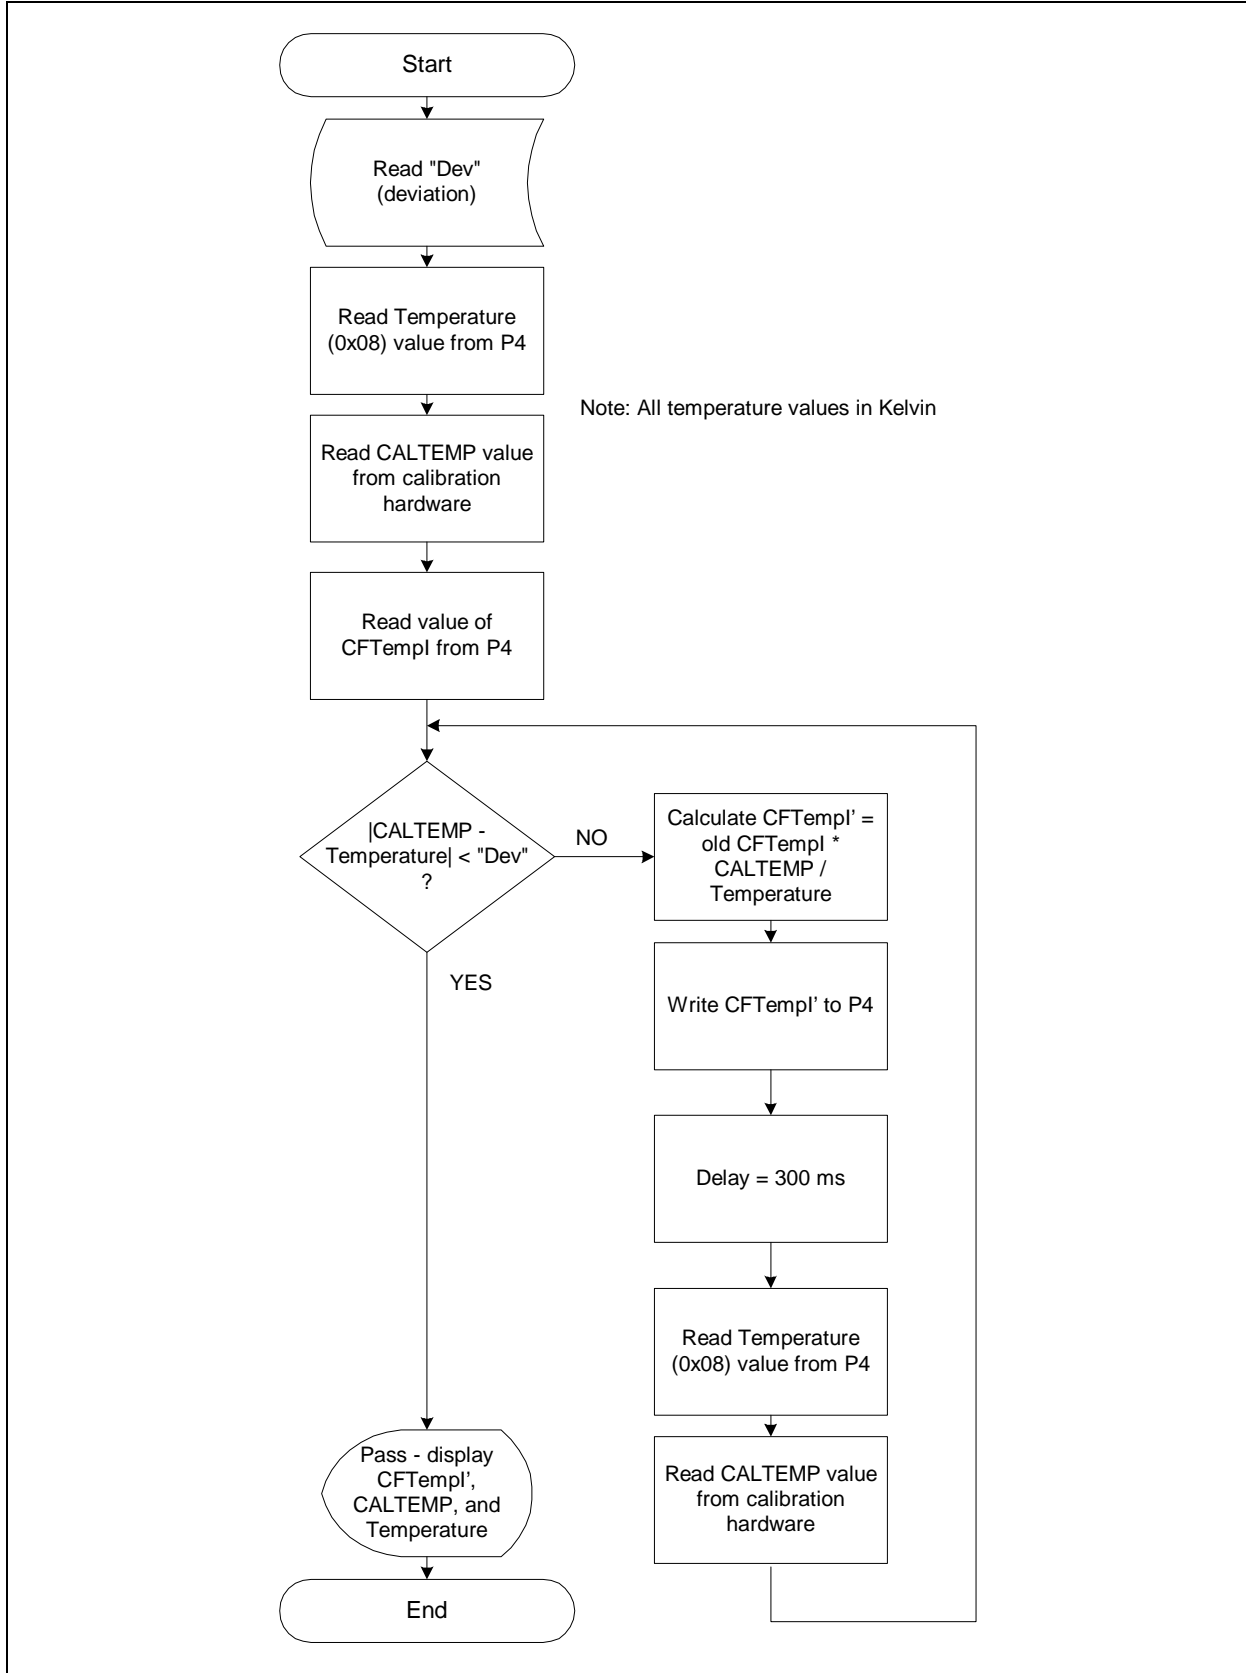 Start
Read "Dev"
(deviation)
Read Temperature
(0x08) value from P4
Note: All temperature values in Kelvin
Read CALTEMP value
from calibration
hardware
Read value of
CFTempI from P4
|CALTEMP -
Temperature| < "Dev"
?
NO
Calculate CFTempI’ =
old CFTempI *
CALTEMP /
Temperature
YES
Write CFTempI’ to P4
Delay = 300 ms
Read Temperature
(0x08) value from P4
Read CALTEMP value
from calibration
hardware
Pass - display
CFTempI’,
CALTEMP, and
Temperature
End